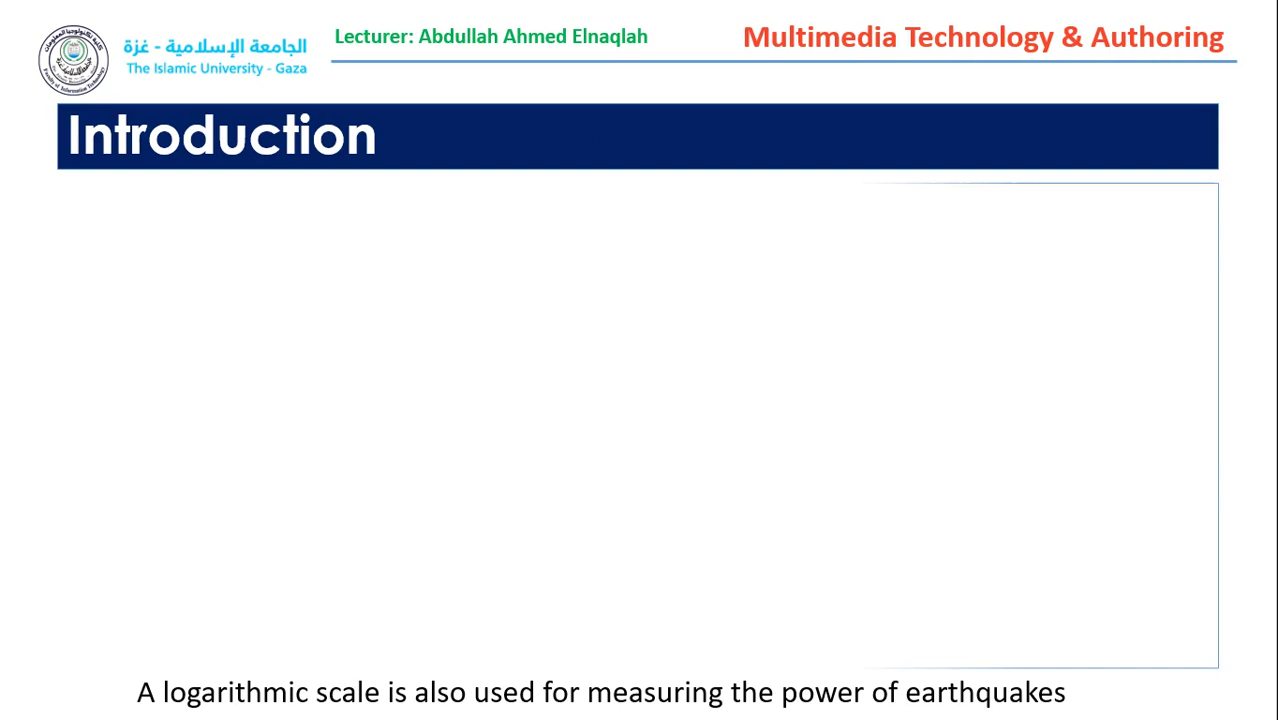 الجامعة الإسلامية - غزة
The Islamic University - Gaza
Lecturer: Abdullah Ahmed Elnaqlah
Multimedia Technology & Authoring
Introduction
A logarithmic scale is also used for measuring the power of earthquakes